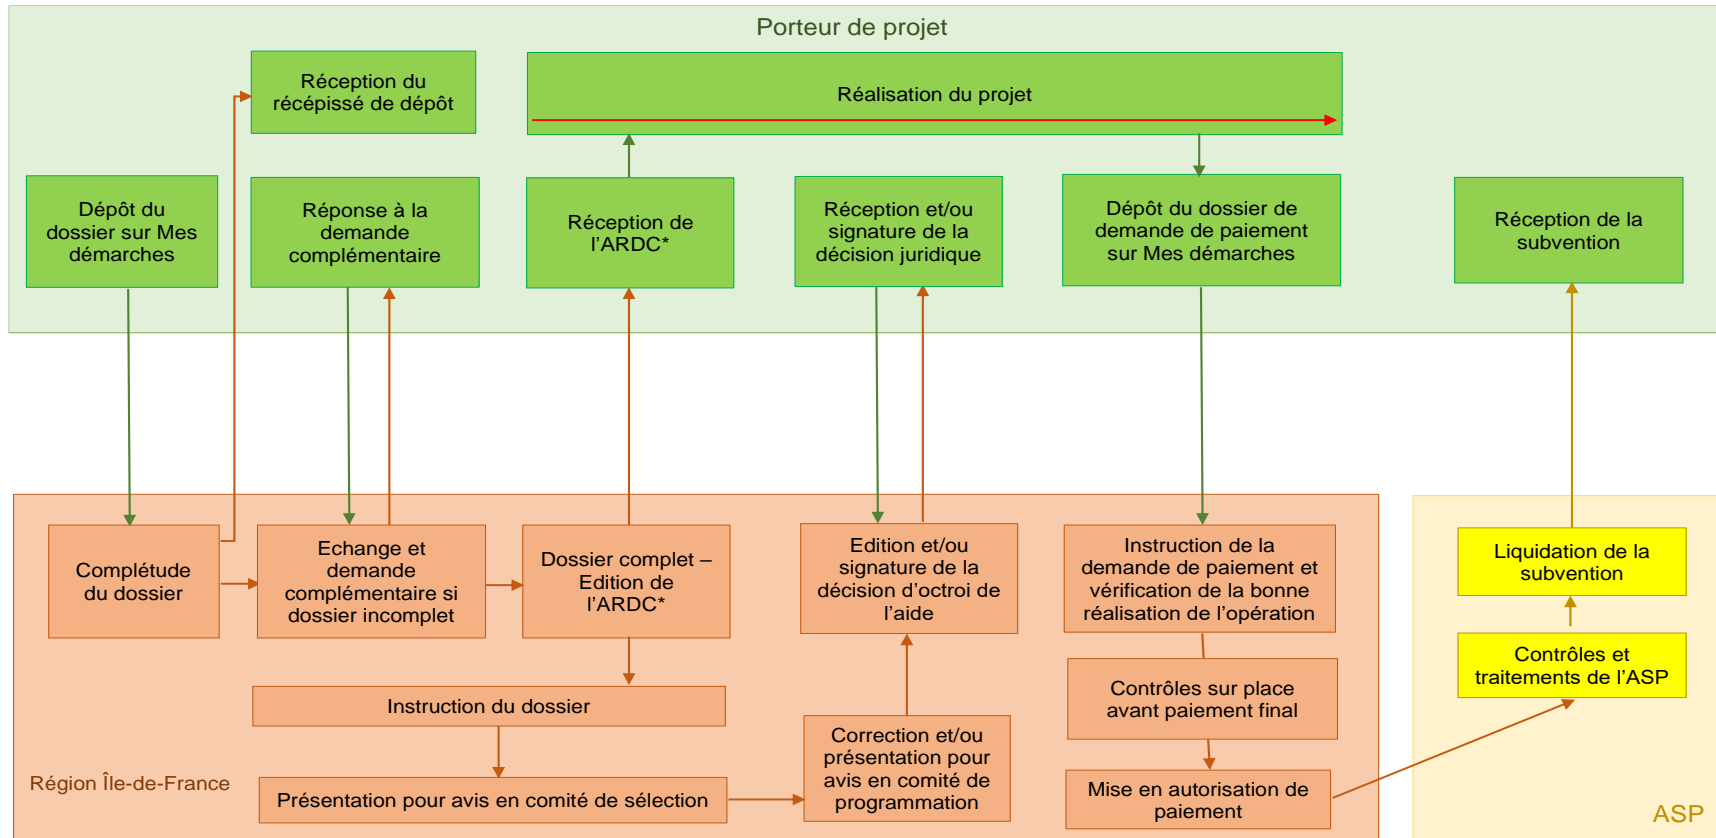 Porteur de projet
Réception du
récépissé de dépôt
Réalisation du projet
Dépôt du
dossier sur Mes
démarches
Réponse à la
demande
complémentaire
Réception de
l’ARDC*
Réception et/ou
signature de la
décision juridique
Dépôt du dossier de
demande de paiement
sur Mes démarches
Réception de la
subvention
Complétude
du dossier
Echange et
demande
complémentaire si
dossier incomplet
Dossier complet –
Edition de
l’ARDC*
Edition et/ou
signature de la
décision d’octroi de
l’aide
Instruction de la
demande de paiement et
vérification de la bonne
réalisation de l’opération
Liquidation de la
subvention
Instruction du dossier
Contrôles sur place
avant paiement final
Contrôles et
traitements de l’ASP
Région Île-de-France
Présentation pour avis en comité de sélection
Correction et/ou
présentation pour
avis en comité de
programmation
Mise en autorisation de
paiement
ASP